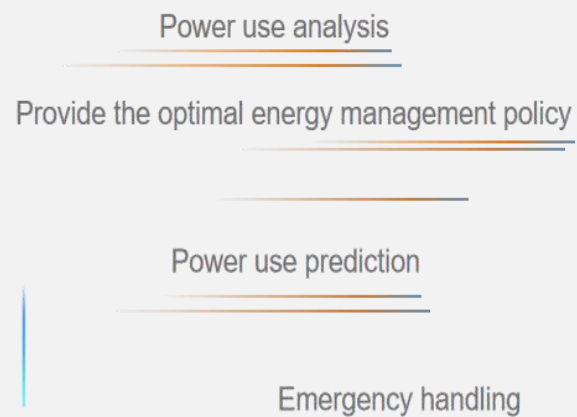 Power use analysis
Provide the optimal energy management policy
Power use prediction
Emergency handling